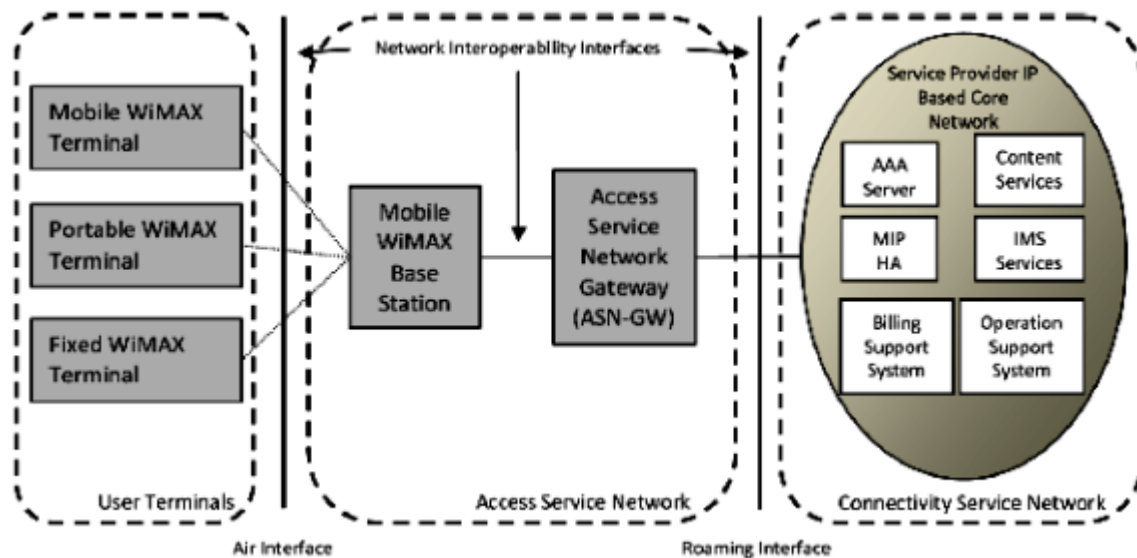 Network Interoperability Interfaces
Mobile WiMAX
Terminal
Portable WiMAX
Terminal
Fixed WiMAX
Terminal
User Terminals
Air Interface
Mobile
WiMAX
Base
Station
Access
Service
Network
Gateway
(ASN-GW)
Access Service Network
Roaming Interface
Service Provider IP
Based Core
Network
AAA
Server
Content
Services
MIP
HA
IMS
Services
Billing
Support
System
Operation
Support
System
Connectivity Service Network